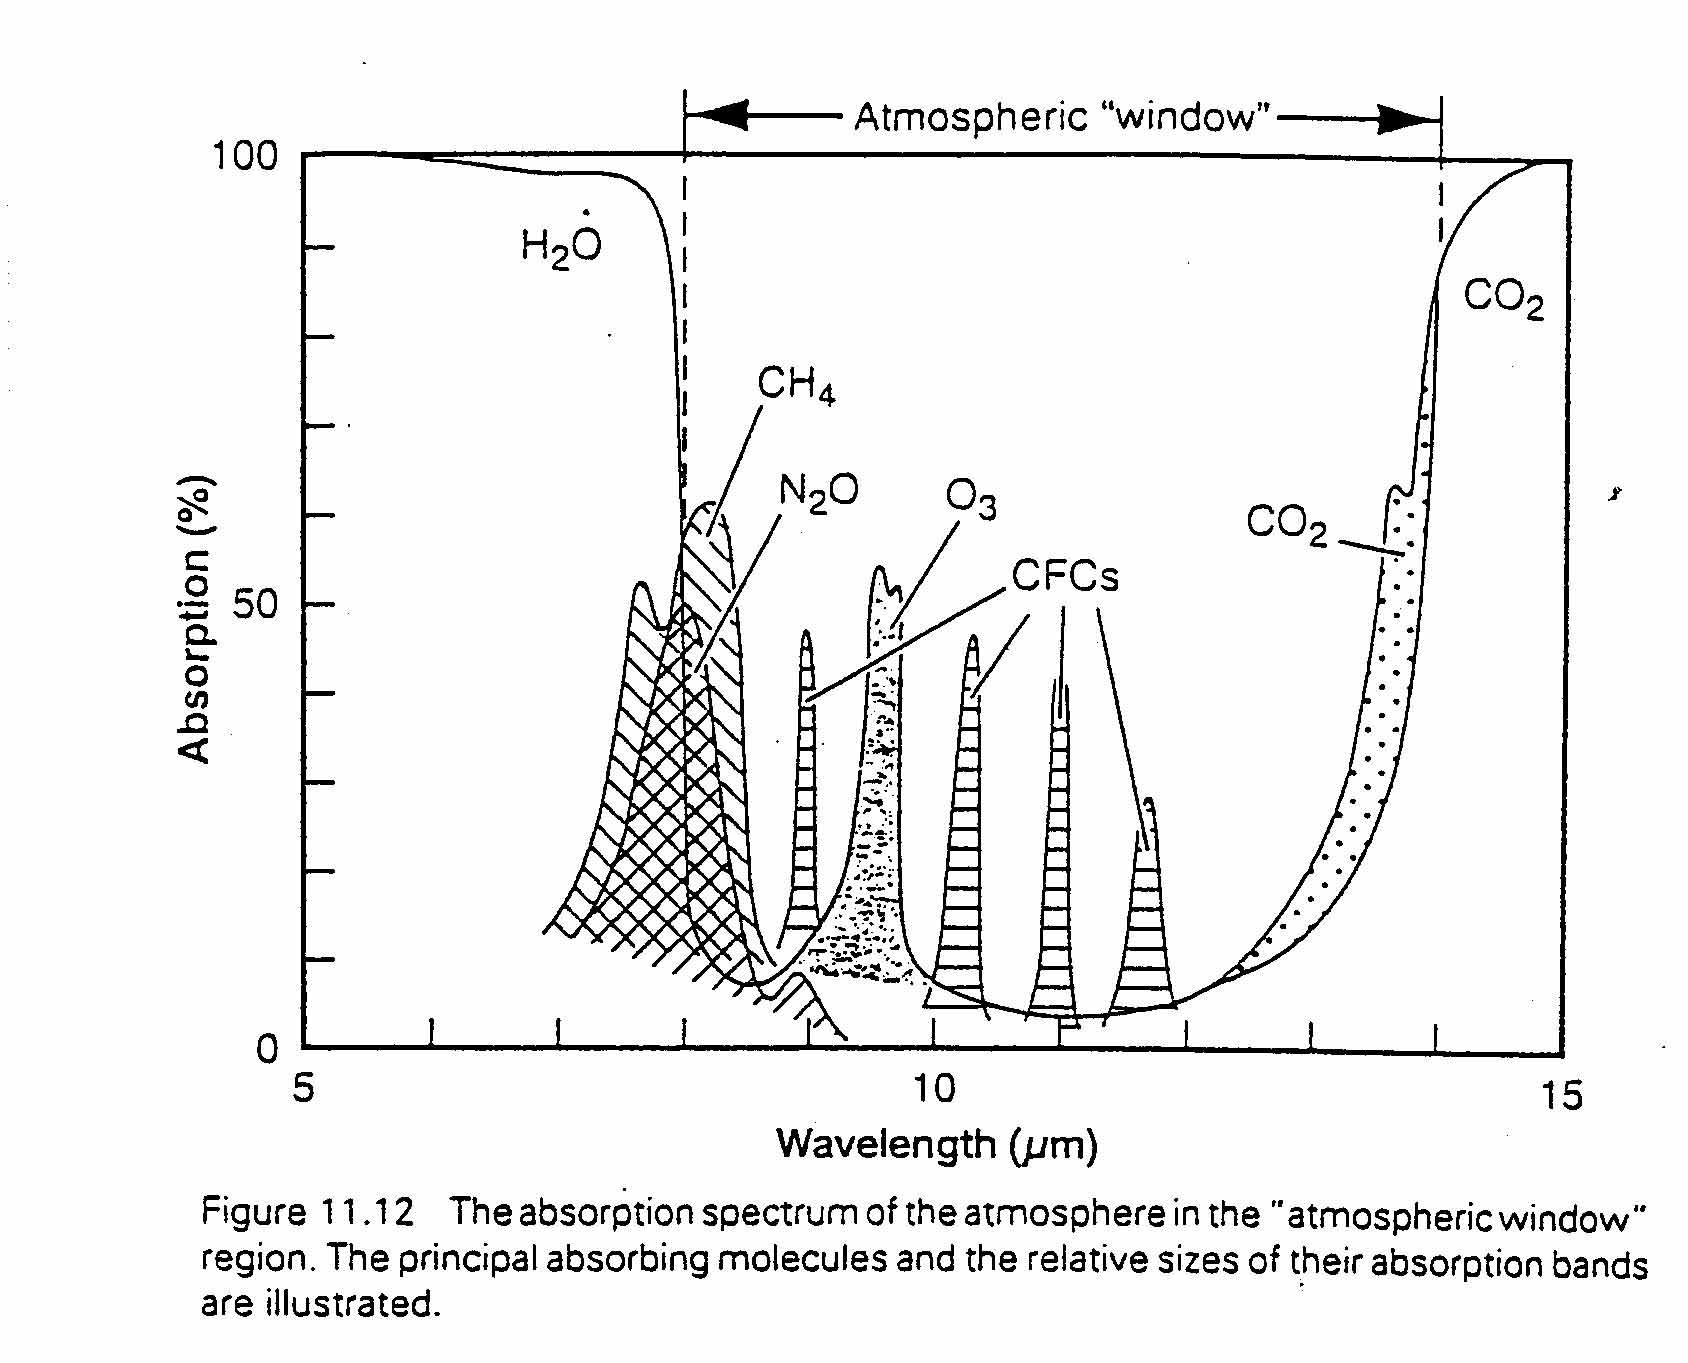 Atmospheric "window"
100
H₂O
CO₂
CH₄
N₂O
O₃
CO₂
CFCs
50
Absorption (%)
0
5
10
15
Wavelength (μm)
Figure 11.12 The absorption spectrum of the atmosphere in the "atmospheric window"
region. The principal absorbing molecules and the relative sizes of their absorption bands
are illustrated.